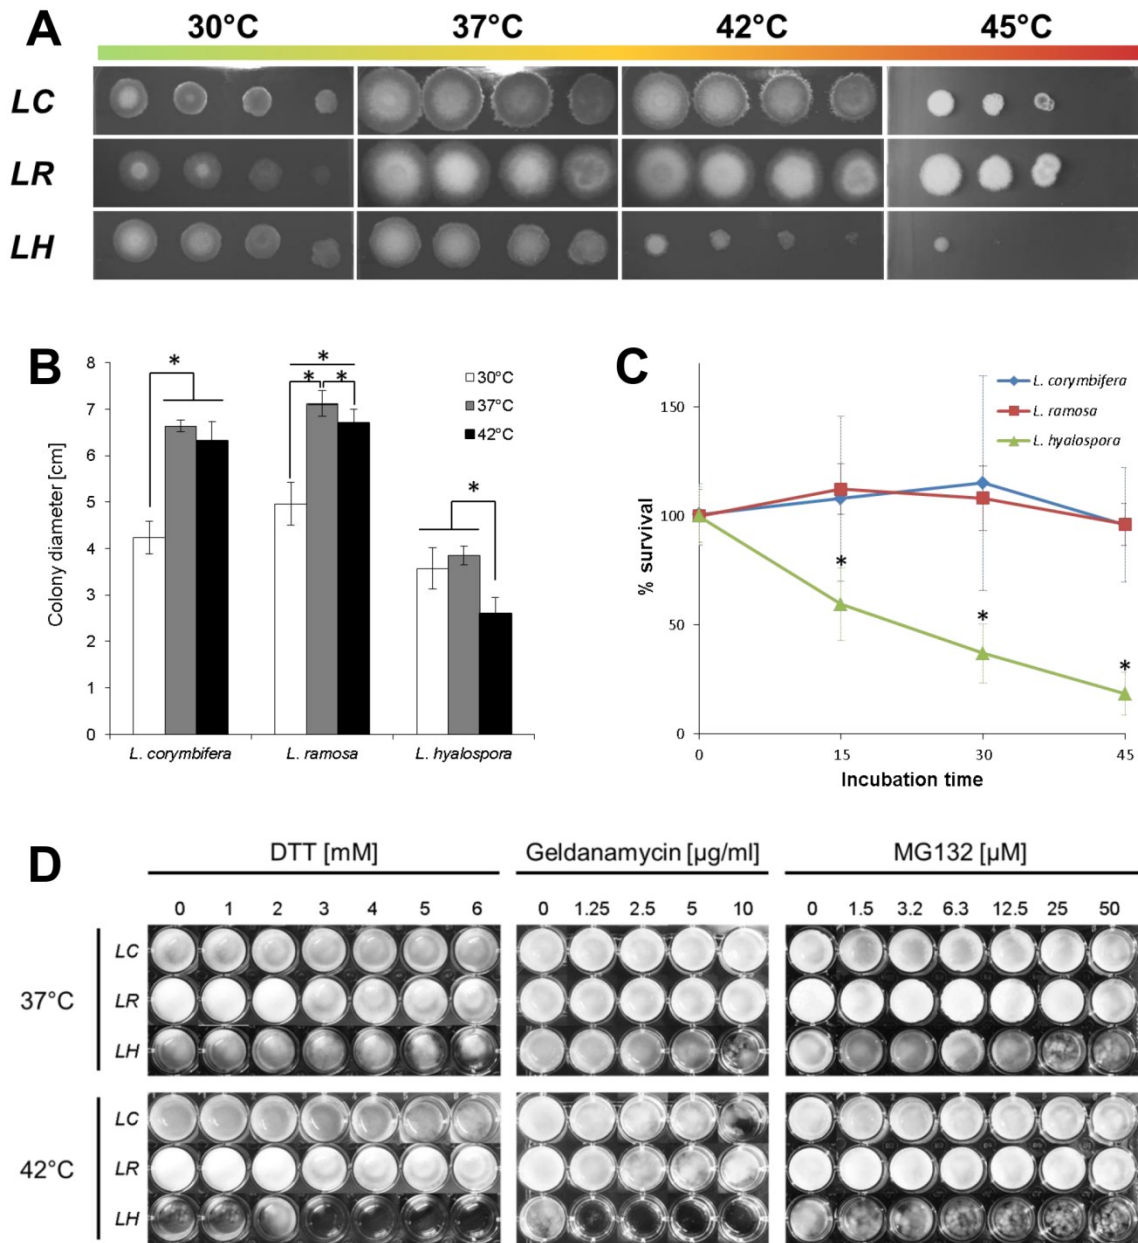 A
30°C 37°C 42°C 45°C
LC
LR
LH
B
8
7
6
5
4
3
2
1
0
Colony diameter [cm]
* * * * *
30°C
37°C
42°C
L. corymbifera L. ramosa L. hyalospora
C
L. corymbifera
L. ramosa
L. hyalospora
150
100
50
0
% survival
* * *
0 15 30 45
Incubation time
D
DTT [mM] Geldanamycin [µg/ml] MG132 [µM]
0 1 2 3 4 5 6 0 1.25 2.5 5 10 0 1.5 3.2 6.3 12.5 25 50
37°C
LC
LR
LH
42°C
LC
LR
LH